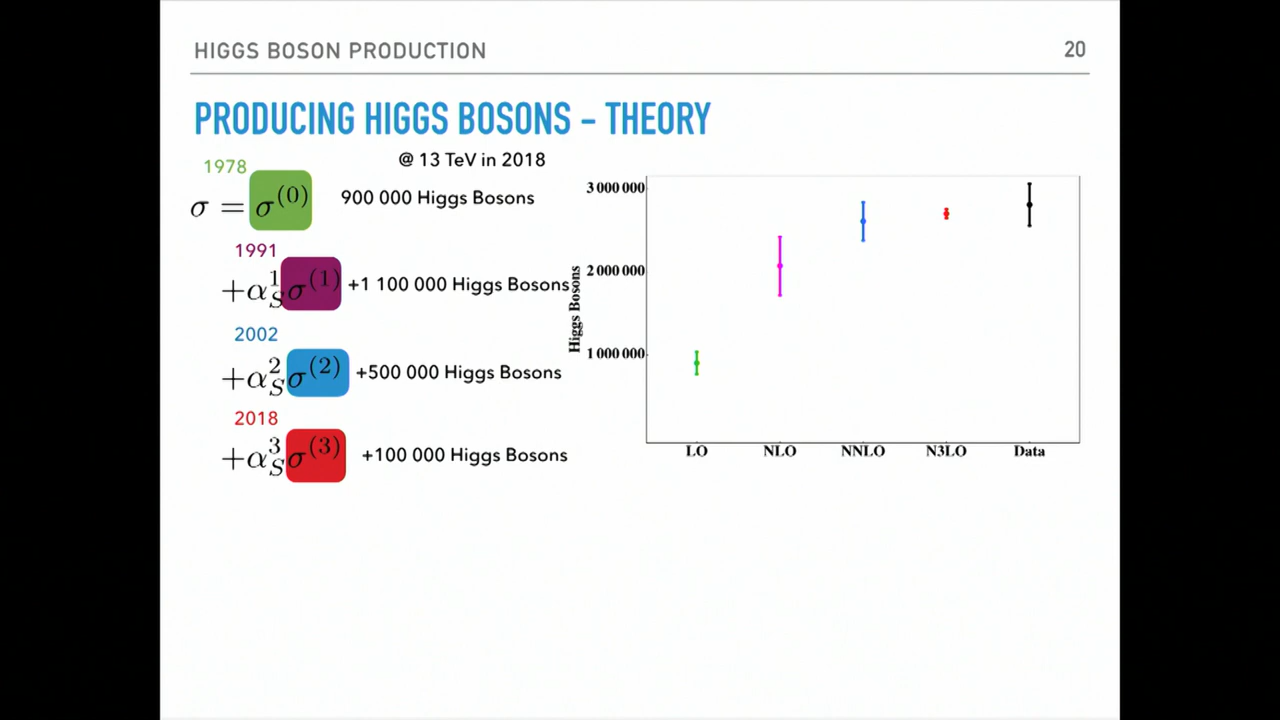 HIGGS BOSON PRODUCTION 20
PRODUCING HIGGS BOSONS – THEORY
@ 13 TeV in 2018
1978
σ = σ^(0) 900 000 Higgs Bosons
1991
+α_S^1 σ^(1) +1 100 000 Higgs Bosons
2002
+α_S^2 σ^(2) +500 000 Higgs Bosons
2018
+α_S^3 σ^(3) +100 000 Higgs Bosons
Higgs Bosons
3 000 000
2 000 000
1 000 000
LO NLO NNLO N3LO Data